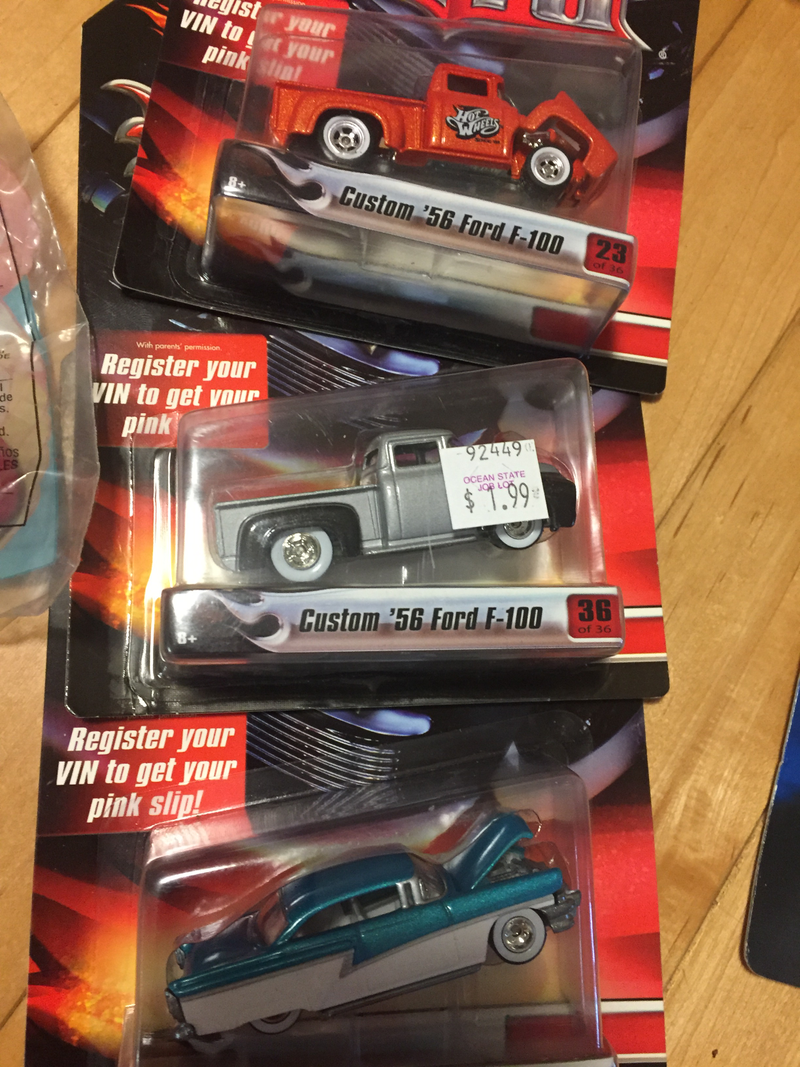 Register your
VIN to get your
pink slip!
HOT
WHEELS
8+
Custom '56 Ford F-100
23
of 36
With parents' permission.
Register your
VIN to get your
pink
92449
OCEAN STATE
JOB LOT
$ 1.99
8+
Custom '56 Ford F-100
36
of 36
Register your
VIN to get your
pink slip!